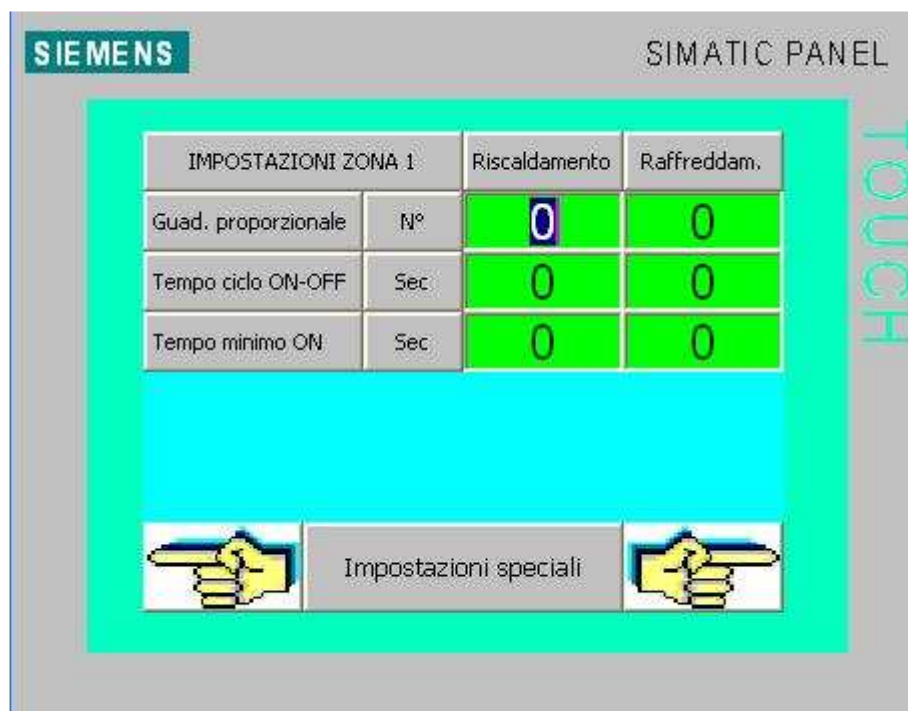 SIEMENS
SIMATIC PANEL
TOUCH
IMPOSTAZIONI ZONA 1 Riscaldamento Raffreddam.
Guad. proporzionale N° 0 0
Tempo ciclo ON-OFF Sec 0 0
Tempo minimo ON Sec 0 0
Impostazioni speciali